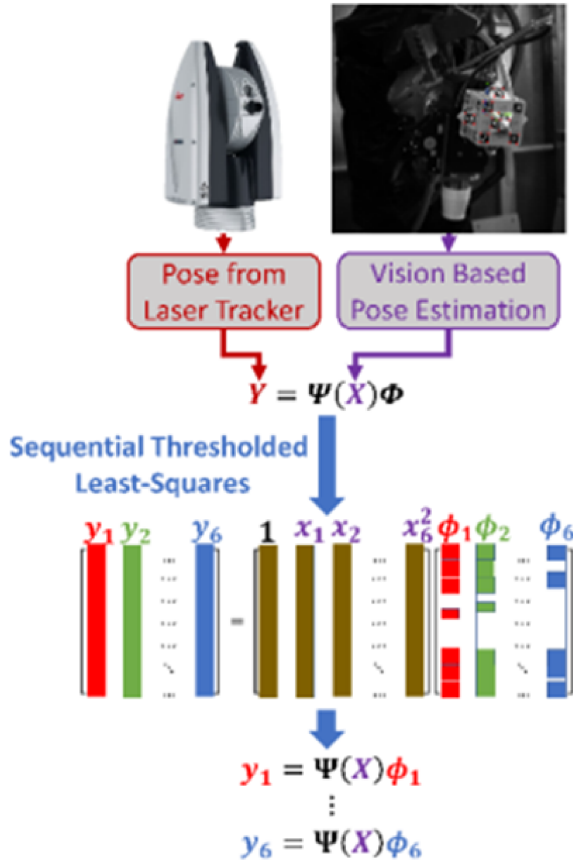 Pose from
Laser Tracker
Vision Based
Pose Estimation
Y = Ψ(X)Φ
Sequential Thresholded
Least-Squares
y₁ y₂ y₆ 1 x₁ x₂ x₆² ϕ₁ ϕ₂ ϕ₆
=
y₁ = Ψ(X)ϕ₁
⋮
y₆ = Ψ(X)ϕ₆